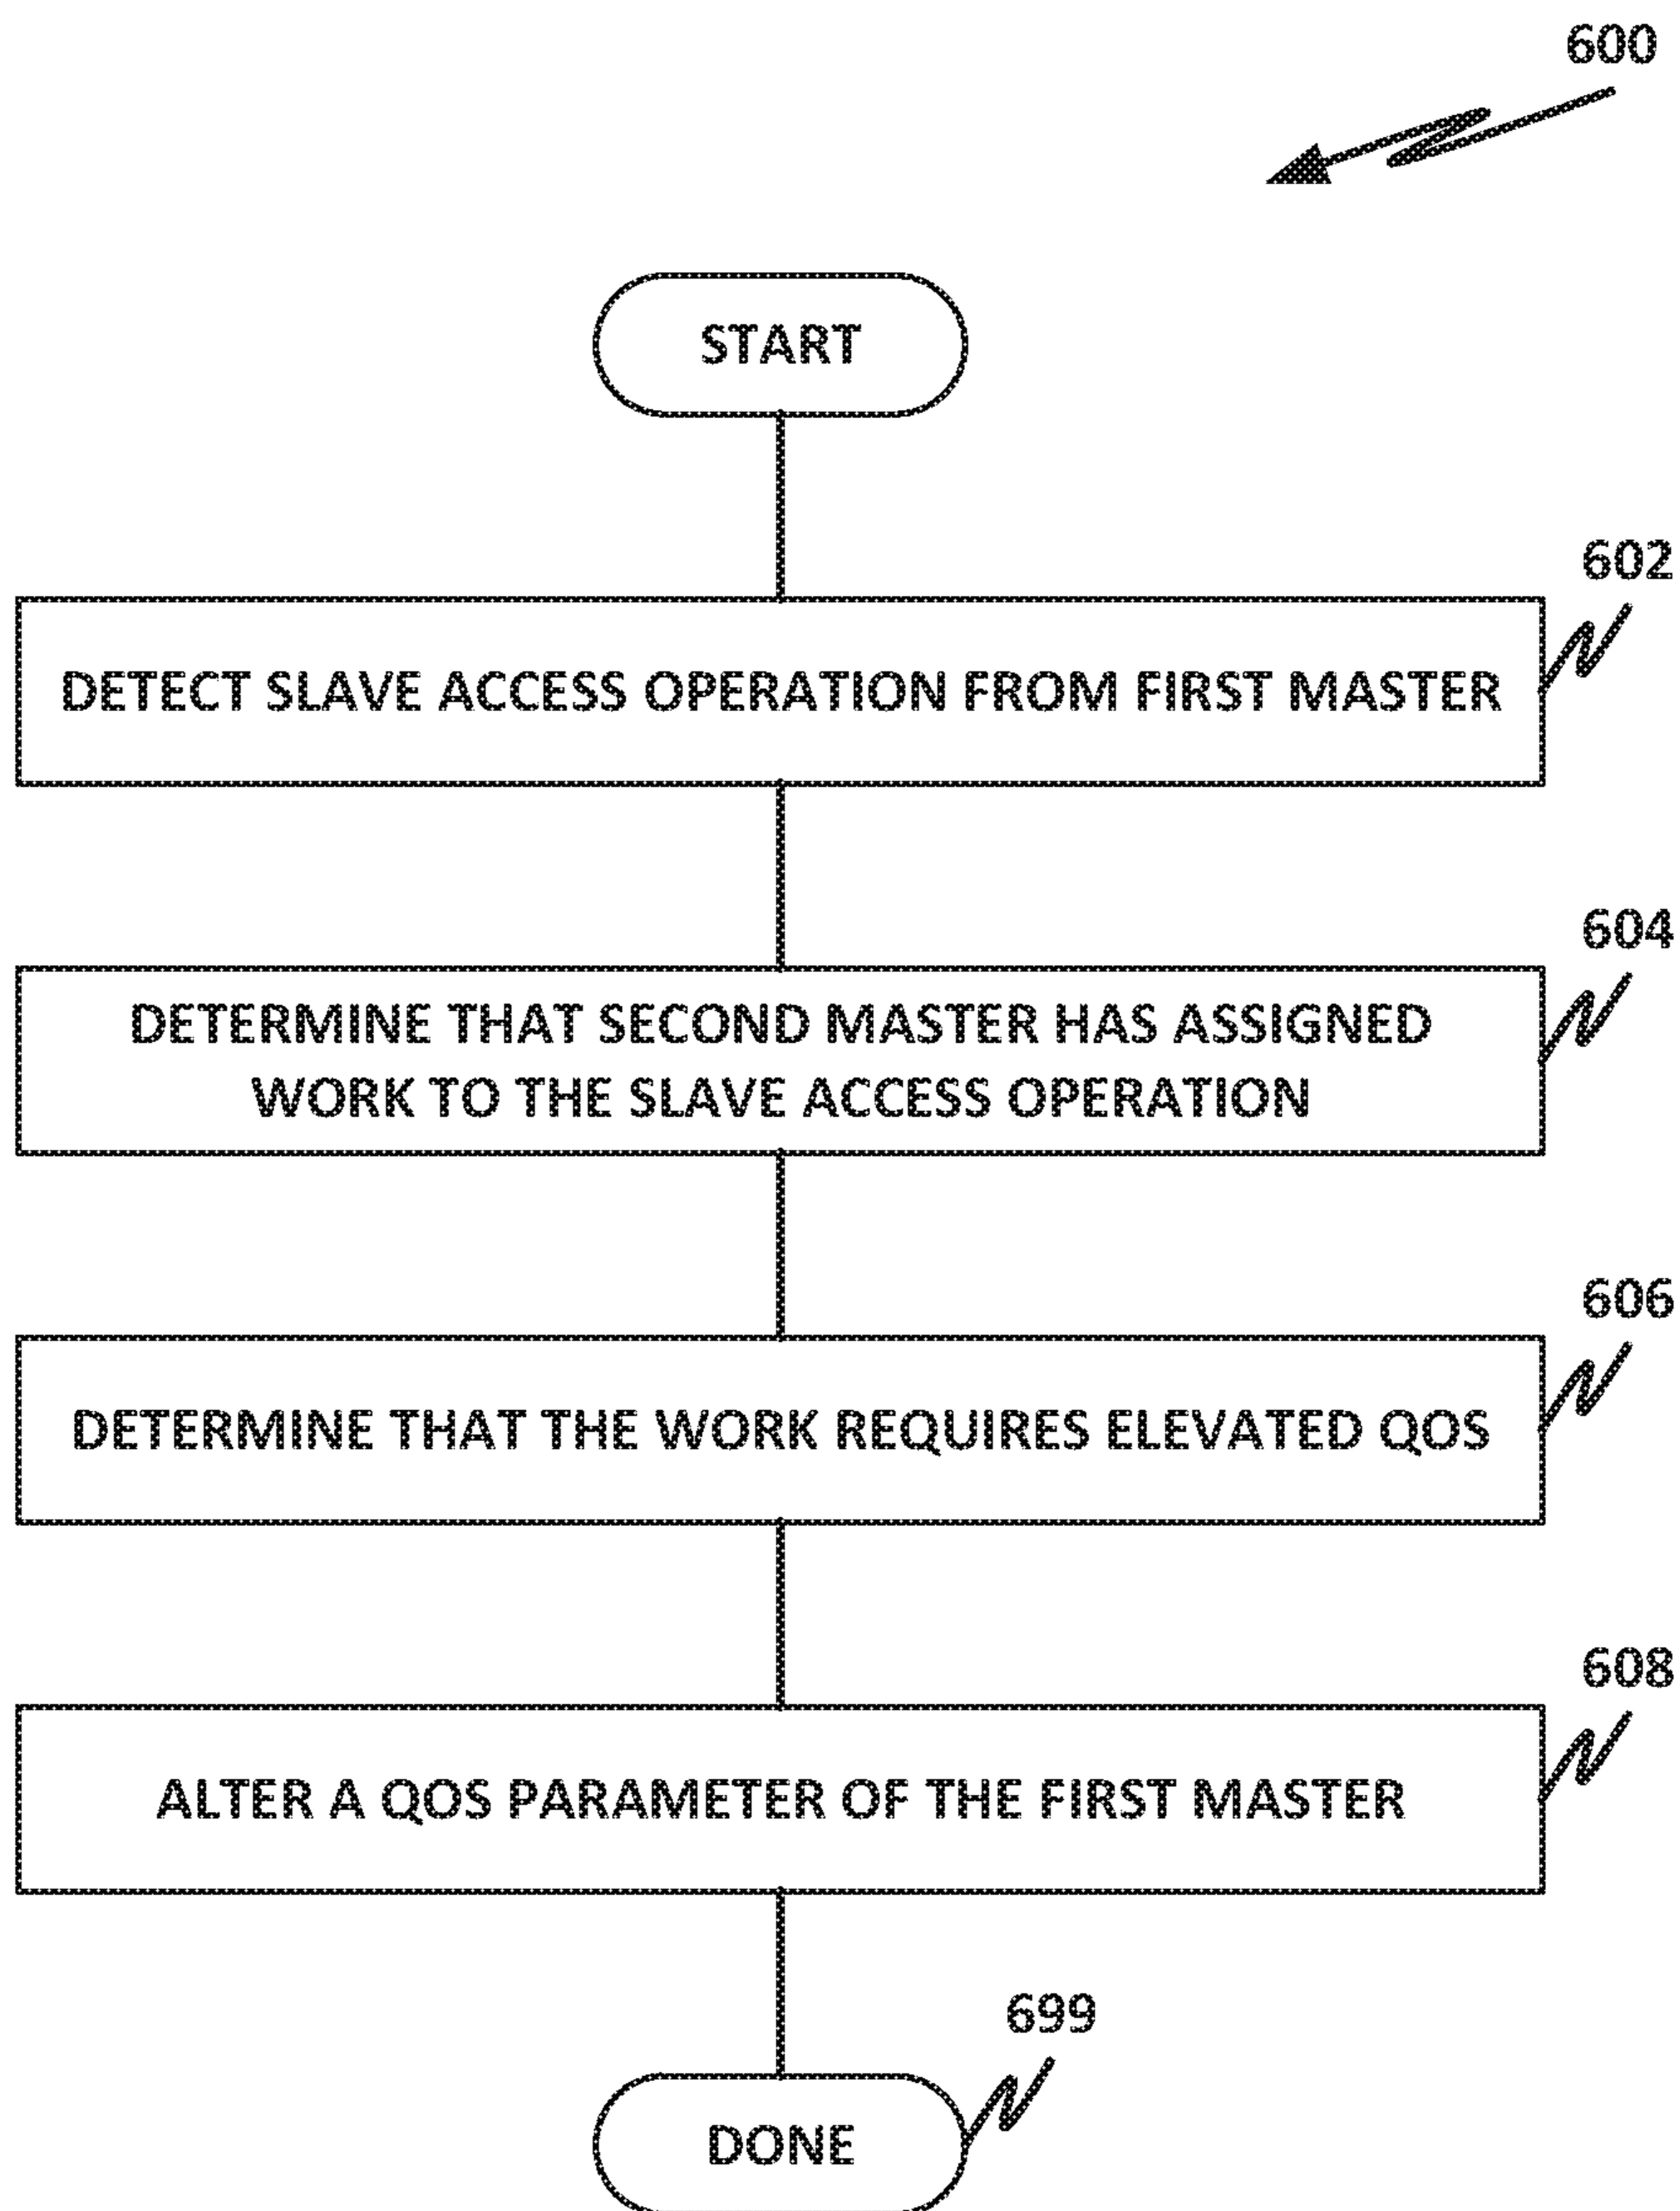 600
START
602
DETECT SLAVE ACCESS OPERATION FROM FIRST MASTER
604
DETERMINE THAT SECOND MASTER HAS ASSIGNED
WORK TO THE SLAVE ACCESS OPERATION
606
DETERMINE THAT THE WORK REQUIRES ELEVATED QOS
608
ALTER A QOS PARAMETER OF THE FIRST MASTER
699
DONE